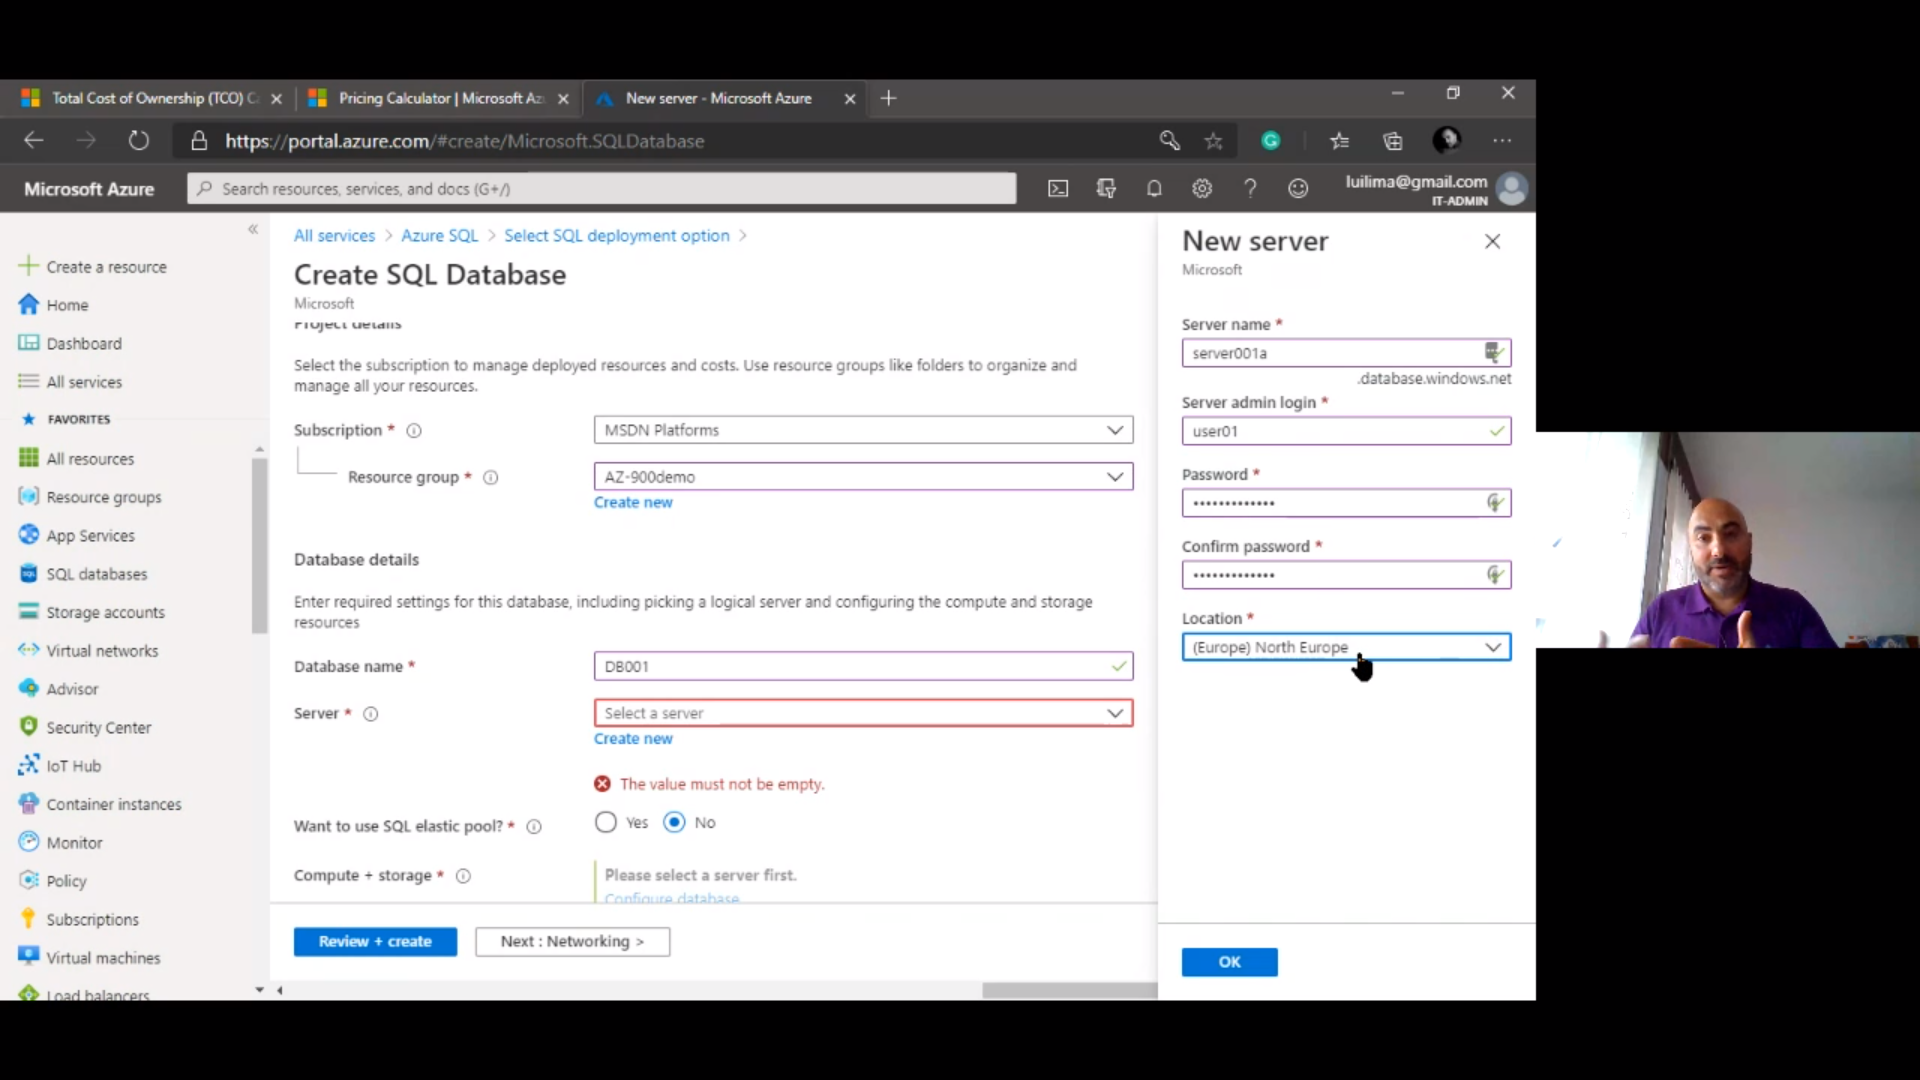 Total Cost of Ownership (TCO) C
Pricing Calculator | Microsoft Az
New server - Microsoft Azure
https://portal.azure.com/#create/Microsoft.SQLDatabase
Microsoft Azure
Search resources, services, and docs (G+/)
luilima@gmail.com
IT-ADMIN
Create a resource
Home
Dashboard
All services
FAVORITES
All resources
Resource groups
App Services
SQL databases
Storage accounts
Virtual networks
Advisor
Security Center
IoT Hub
Container instances
Monitor
Policy
Subscriptions
Virtual machines
Load balancers
All services > Azure SQL > Select SQL deployment option >
Create SQL Database
Microsoft
Project details
Select the subscription to manage deployed resources and costs. Use resource groups like folders to organize and
manage all your resources.
Subscription *
MSDN Platforms
Resource group *
AZ-900demo
Create new
Database details
Enter required settings for this database, including picking a logical server and configuring the compute and storage
resources
Database name *
DB001
Server *
Select a server
Create new
The value must not be empty.
Want to use SQL elastic pool? *
Yes No
Compute + storage *
Please select a server first.
Configure database
Review + create
Next : Networking >
New server
Microsoft
Server name *
server001a
.database.windows.net
Server admin login *
user01
Password *
•••••••••••••
Confirm password *
•••••••••••••
Location *
(Europe) North Europe
OK